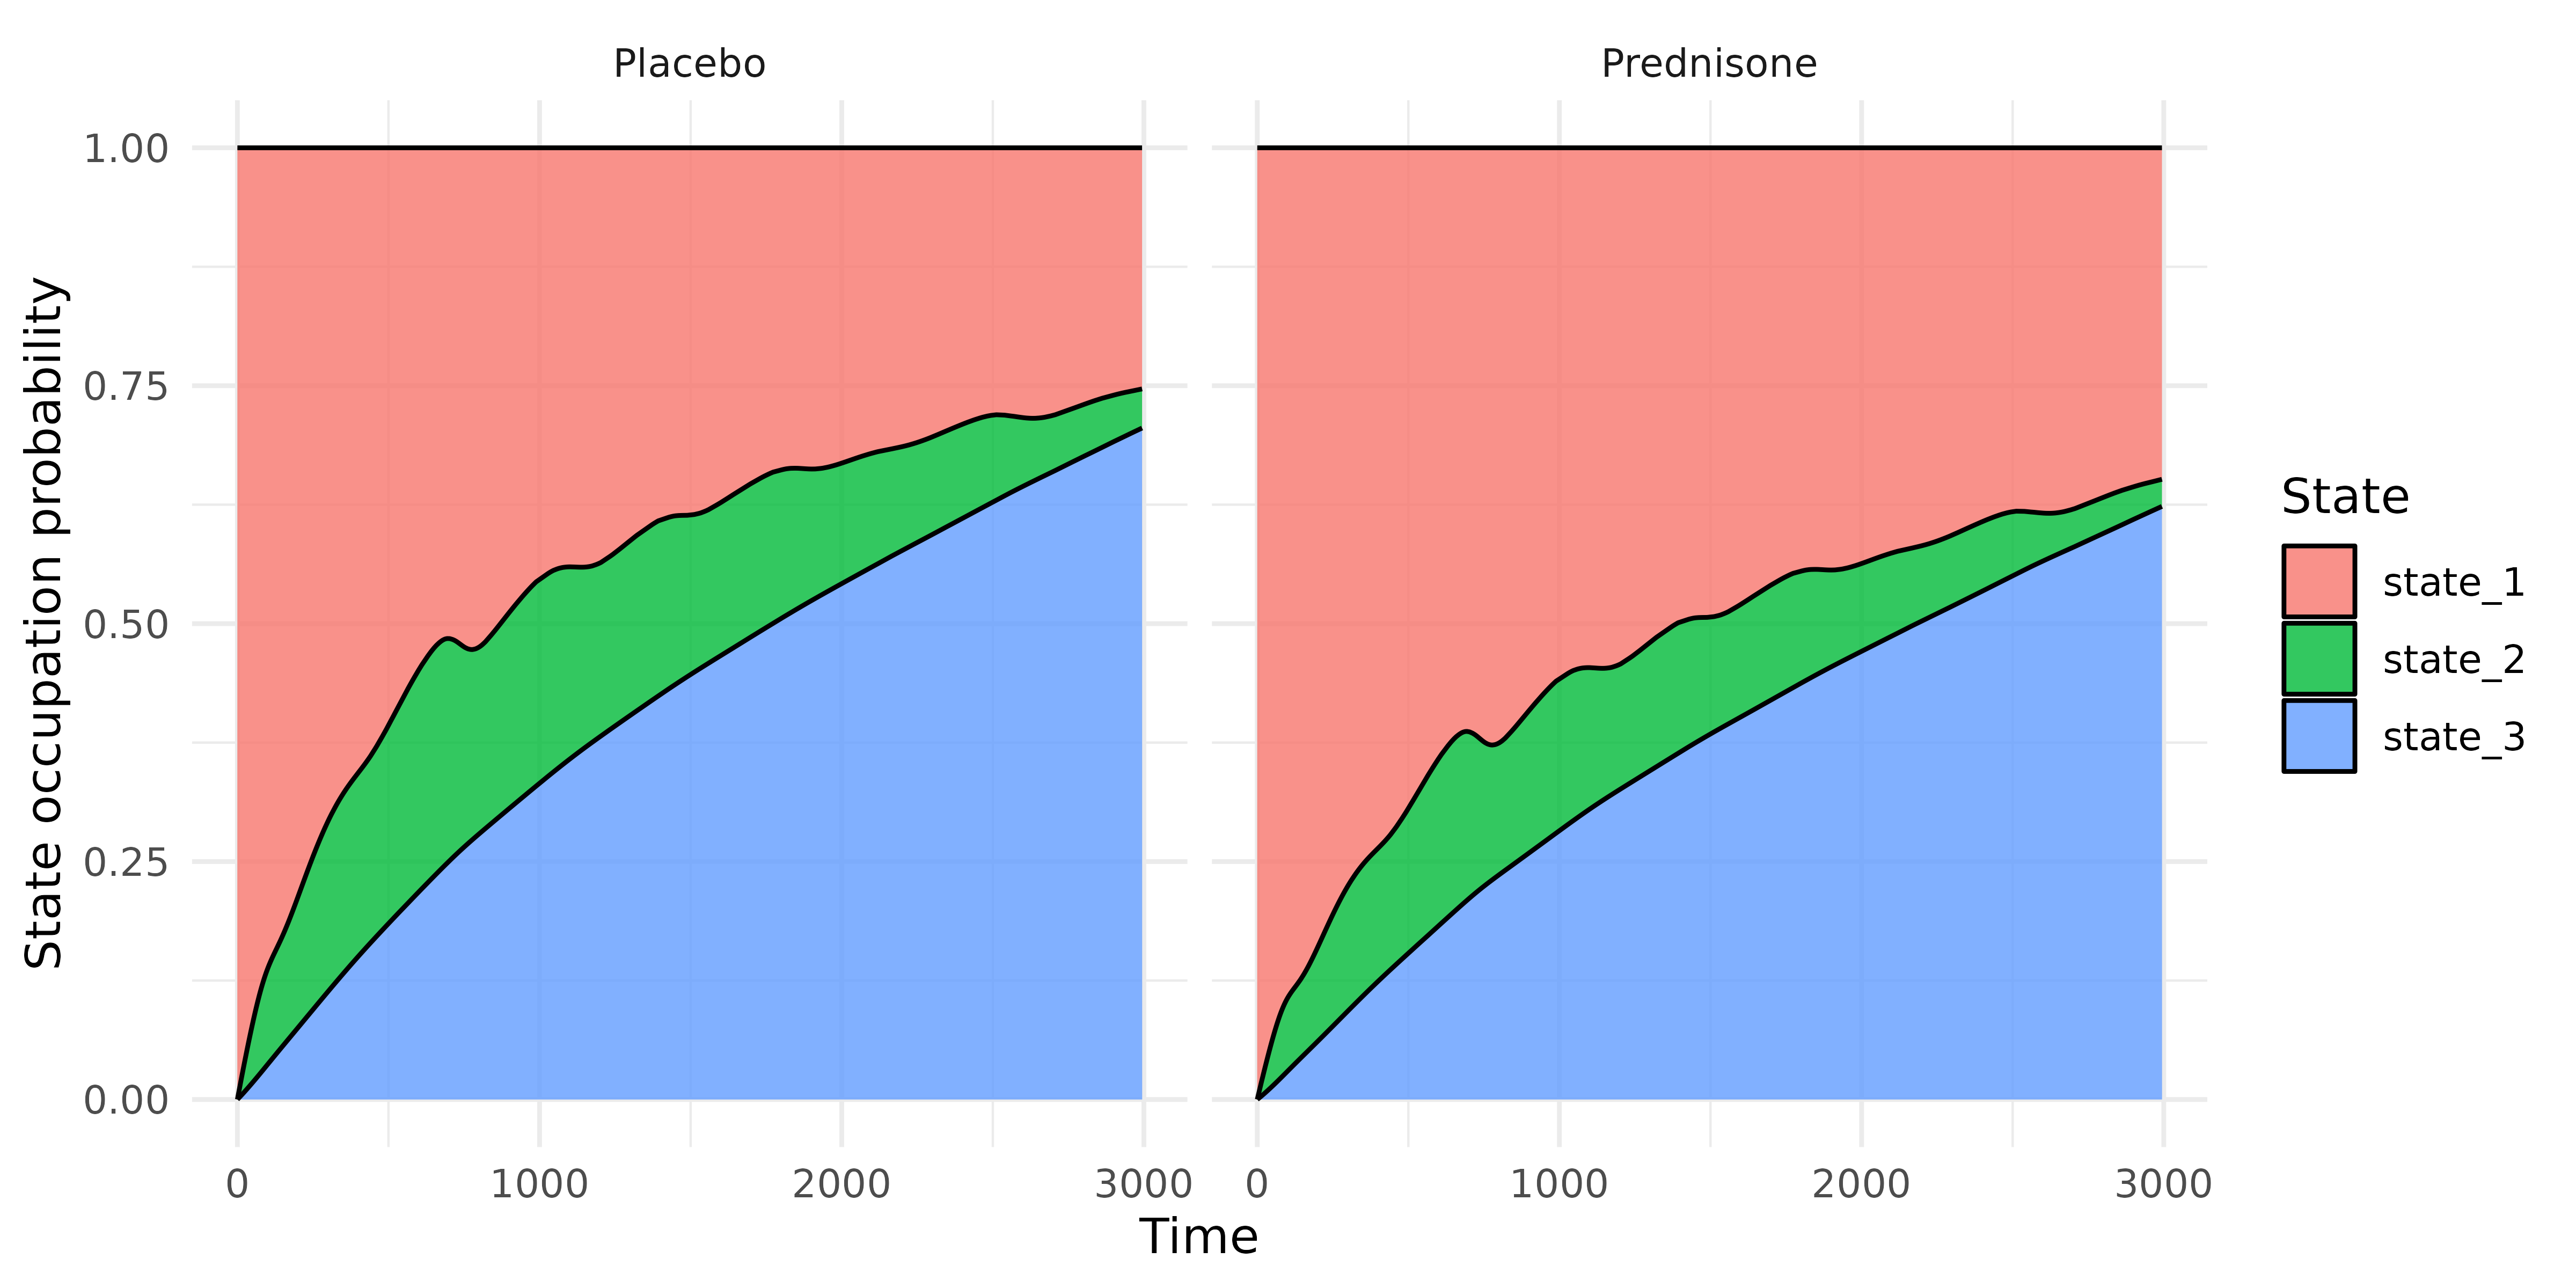 Placebo
Prednisone
State occupation probability
1.00
0.75
0.50
0.25
0.00
0 1000 2000 3000
0 1000 2000 3000
Time
State
state_1
state_2
state_3